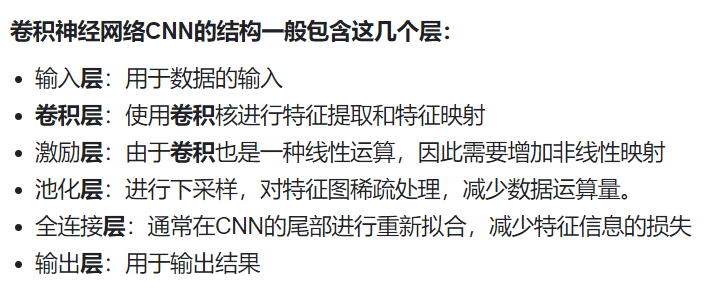 卷积神经网络CNN的结构一般包含这几个层：
• 输入层：用于数据的输入
• 卷积层：使用卷积核进行特征提取和特征映射
• 激励层：由于卷积也是一种线性运算，因此需要增加非线性映射
• 池化层：进行下采样，对特征图稀疏处理，减少数据运算量。
• 全连接层：通常在CNN的尾部进行重新拟合，减少特征信息的损失
• 输出层：用于输出结果